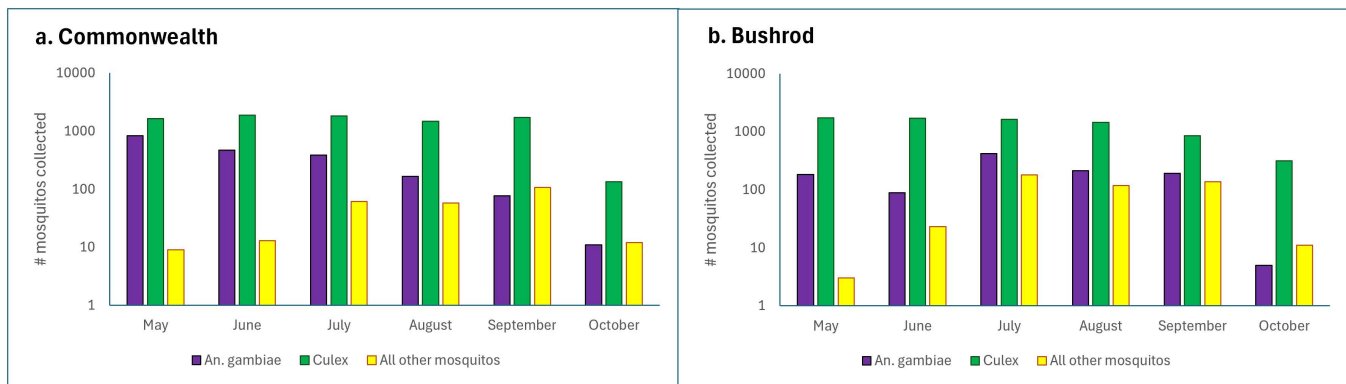 a. Commonwealth
# mosquitos collected
10000
1000
100
10
1
May June July August September October
An. gambiae Culex All other mosquitos
b. Bushrod
# mosquitos collected
10000
1000
100
10
1
May June July August September October
An. gambiae Culex All other mosquitos